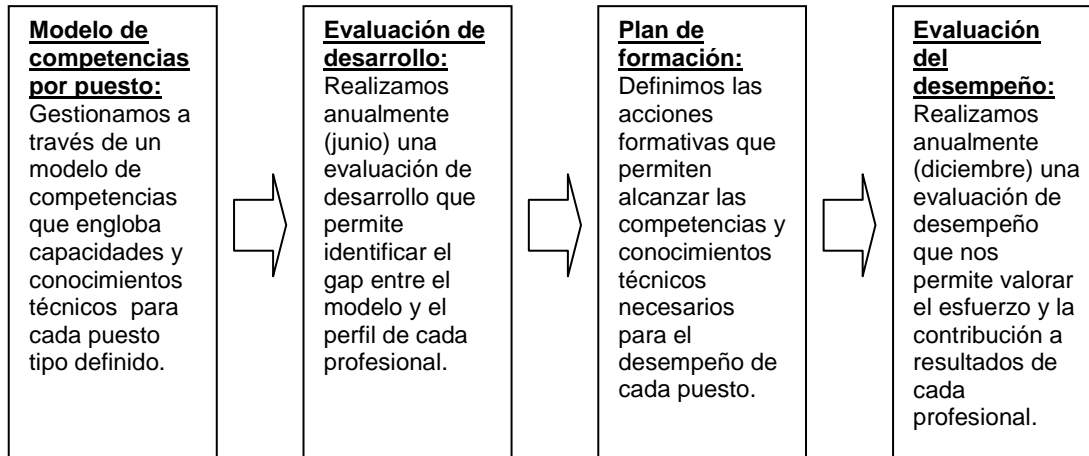 Modelo de
competencias
por puesto:
Gestionamos a
través de un
modelo de
competencias
que engloba
capacidades y
conocimientos
técnicos para
cada puesto
tipo definido.
Evaluación de
desarrollo:
Realizamos
anualmente
(junio) una
evaluación de
desarrollo que
permite
identificar el
gap entre el
modelo y el
perfil de cada
profesional.
Plan de
formación:
Definimos las
acciones
formativas que
permiten
alcanzar las
competencias y
conocimientos
técnicos
necesarios
para el
desempeño de
cada puesto.
Evaluación
del
desempeño:
Realizamos
anualmente
(diciembre) una
evaluación de
desempeño
que nos
permite valorar
el esfuerzo y la
contribución a
resultados de
cada
profesional.